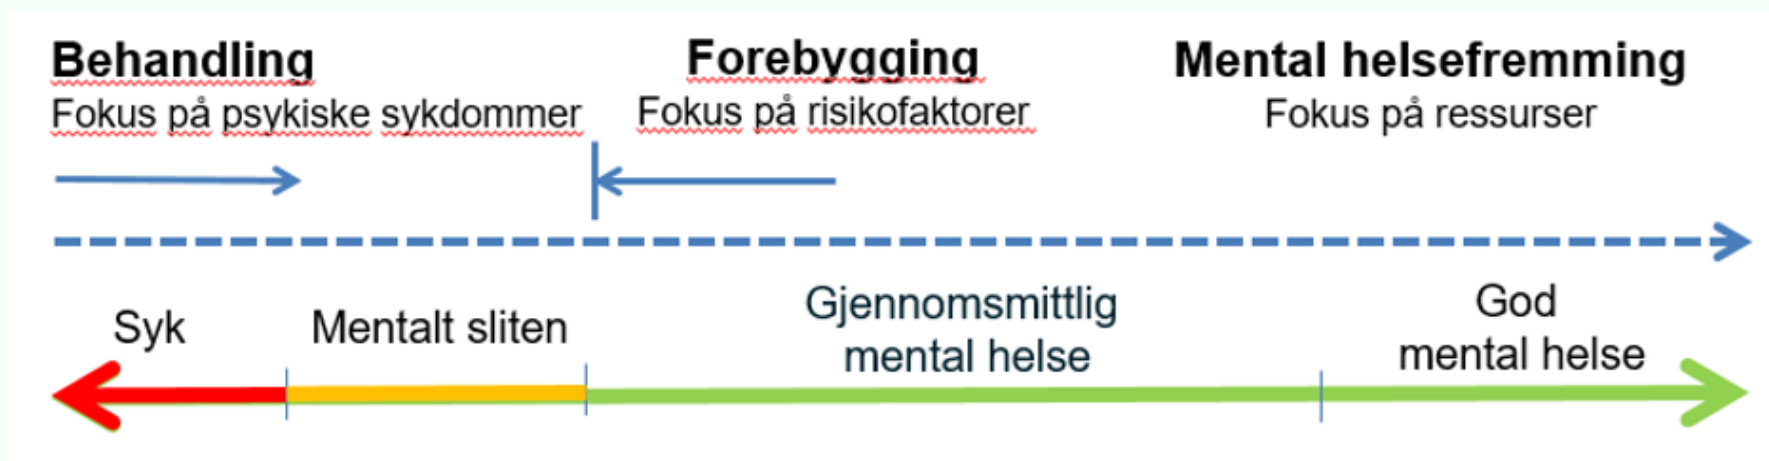 Behandling
Fokus på psykiske sykdommer
Forebygging
Fokus på risikofaktorer
Mental helsefremming
Fokus på ressurser
Syk
Mentalt sliten
Gjennomsmittlig
mental helse
God
mental helse